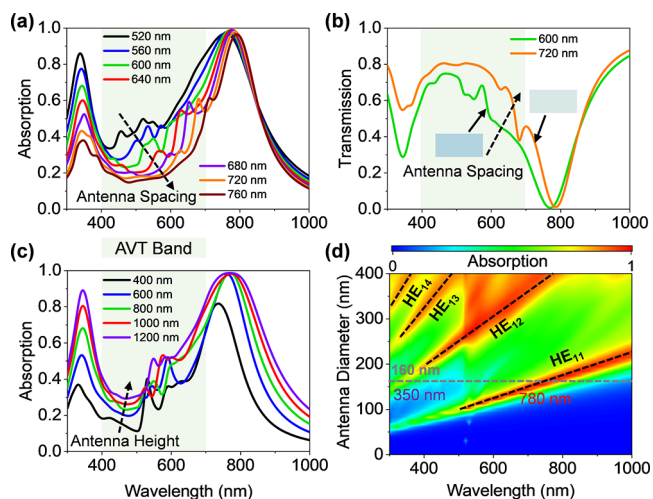 (a)
1.0
0.8
0.6
0.4
0.2
0.0
Absorption
520 nm
560 nm
600 nm
640 nm
680 nm
720 nm
760 nm
Antenna Spacing
400 600 800 1000
(b)
1.0
0.8
0.6
0.4
0.2
0.0
Transmission
600 nm
720 nm
Antenna Spacing
400 600 800 1000
AVT Band
(c)
1.0
0.8
0.6
0.4
0.2
0.0
Absorption
400 nm
600 nm
800 nm
1000 nm
1200 nm
Antenna Height
400 600 800 1000
Wavelength (nm)
(d)
0 Absorption 1
400
300
200
100
0
Antenna Diameter (nm)
HE14
HE13
HE12
HE11
160 nm
350 nm
780 nm
400 600 800 1000
Wavelength (nm)